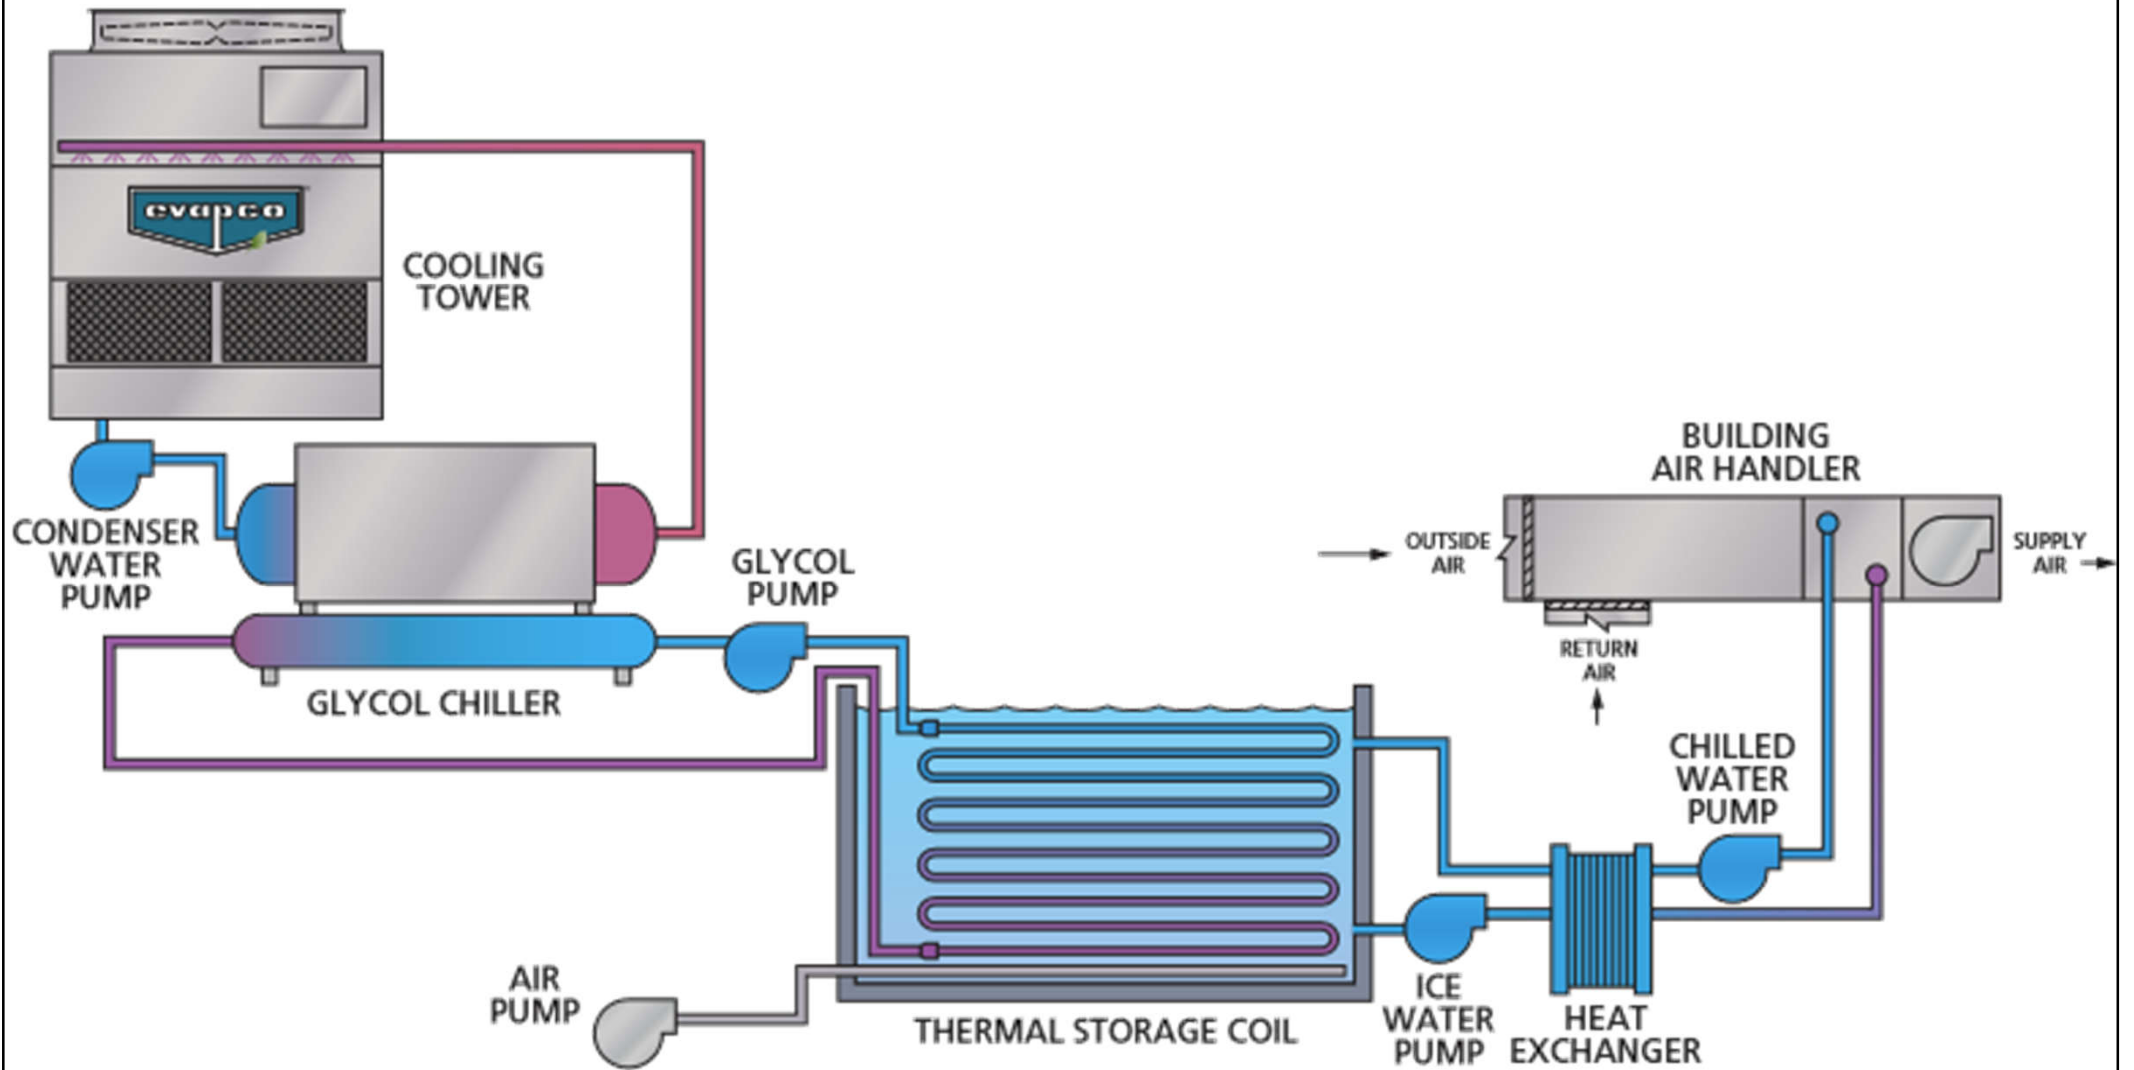 evapco
COOLING
TOWER
CONDENSER
WATER
PUMP
GLYCOL
PUMP
GLYCOL CHILLER
BUILDING
AIR HANDLER
OUTSIDE
AIR
SUPPLY
AIR
RETURN
AIR
CHILLED
WATER
PUMP
AIR
PUMP
THERMAL STORAGE COIL
ICE
WATER
PUMP
HEAT
EXCHANGER